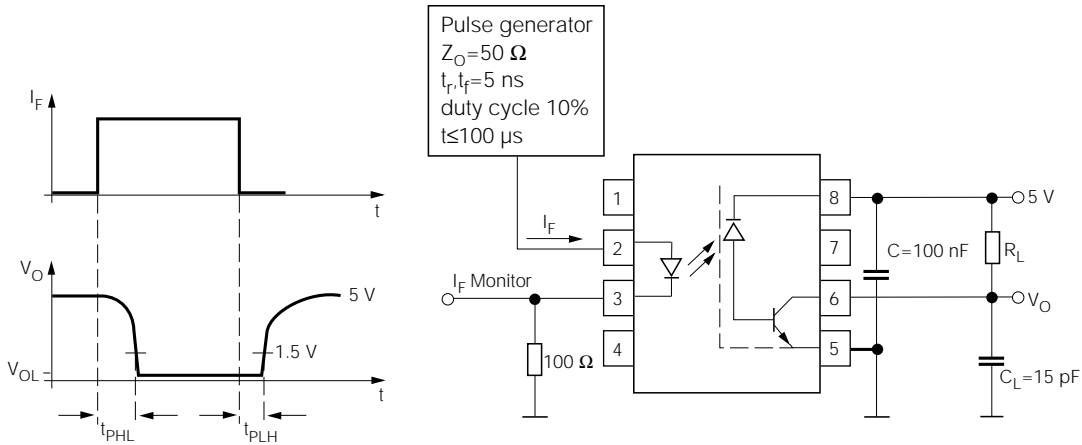 Pulse generator
Z_O=50 Ω
t_r,t_f=5 ns
duty cycle 10%
t≤100 µs
I_F
t
V_O
5 V
1.5 V
V_OL
t
t_PHL
t_PLH
I_F
I_F Monitor
100 Ω
1
2
3
4
8
7
6
5
C=100 nF
5 V
R_L
V_O
C_L=15 pF